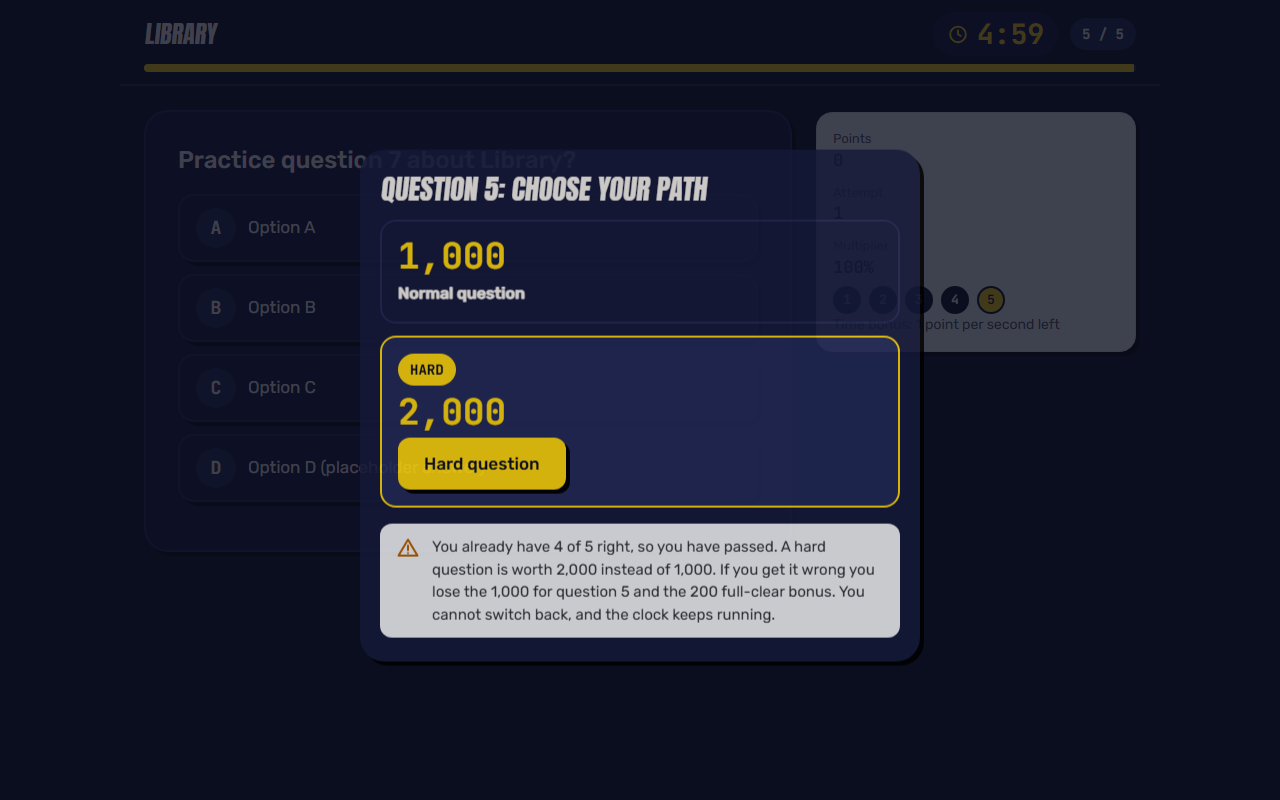 LIBRARY
4:59
5 / 5
Practice question 7 about Library?
A
Option A
B
Option B
C
Option C
D
Option D (placeholder
Points
0
Attempt
1
Multiplier
100%
1
2
3
4
5
Time bonus: 1 point per second left
QUESTION 5: CHOOSE YOUR PATH
1,000
Normal question
HARD
2,000
Hard question
You already have 4 of 5 right, so you have passed. A hard
question is worth 2,000 instead of 1,000. If you get it wrong you
lose the 1,000 for question 5 and the 200 full-clear bonus. You
cannot switch back, and the clock keeps running.